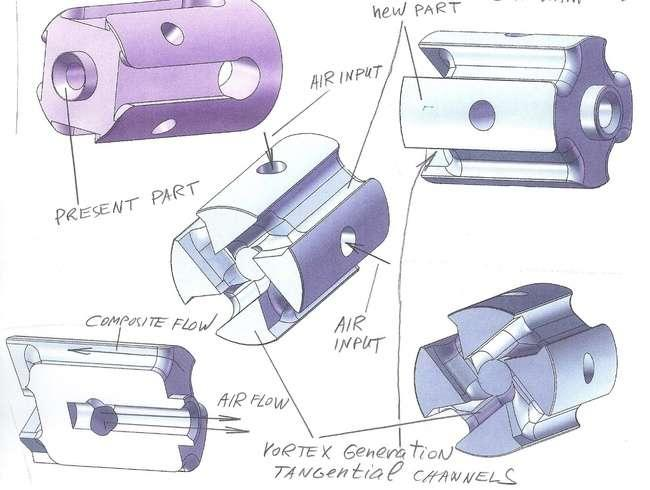 new PART
AIR INPUT
PRESENT PART
COMPOSITE FLOW
AIR
INPUT
AIR FLOW
VORTEX Generation
TANGENTIAL CHANNELS